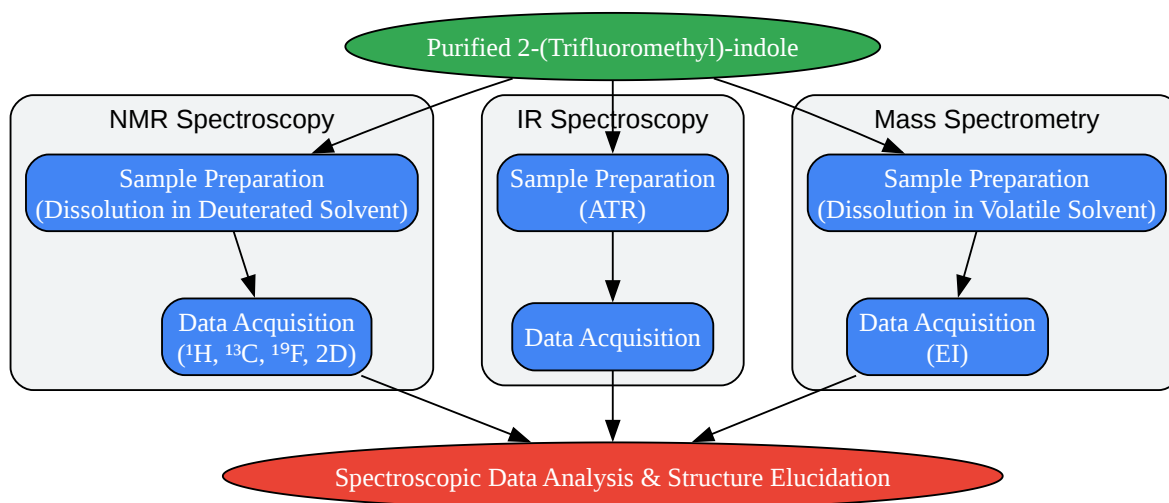 Purified 2-(Trifluoromethyl)-indole
NMR Spectroscopy
Sample Preparation
(Dissolution in Deuterated Solvent)
Data Acquisition
(¹H, ¹³C, ¹⁹F, 2D)
IR Spectroscopy
Sample Preparation
(ATR)
Data Acquisition
Mass Spectrometry
Sample Preparation
(Dissolution in Volatile Solvent)
Data Acquisition
(EI)
Spectroscopic Data Analysis & Structure Elucidation